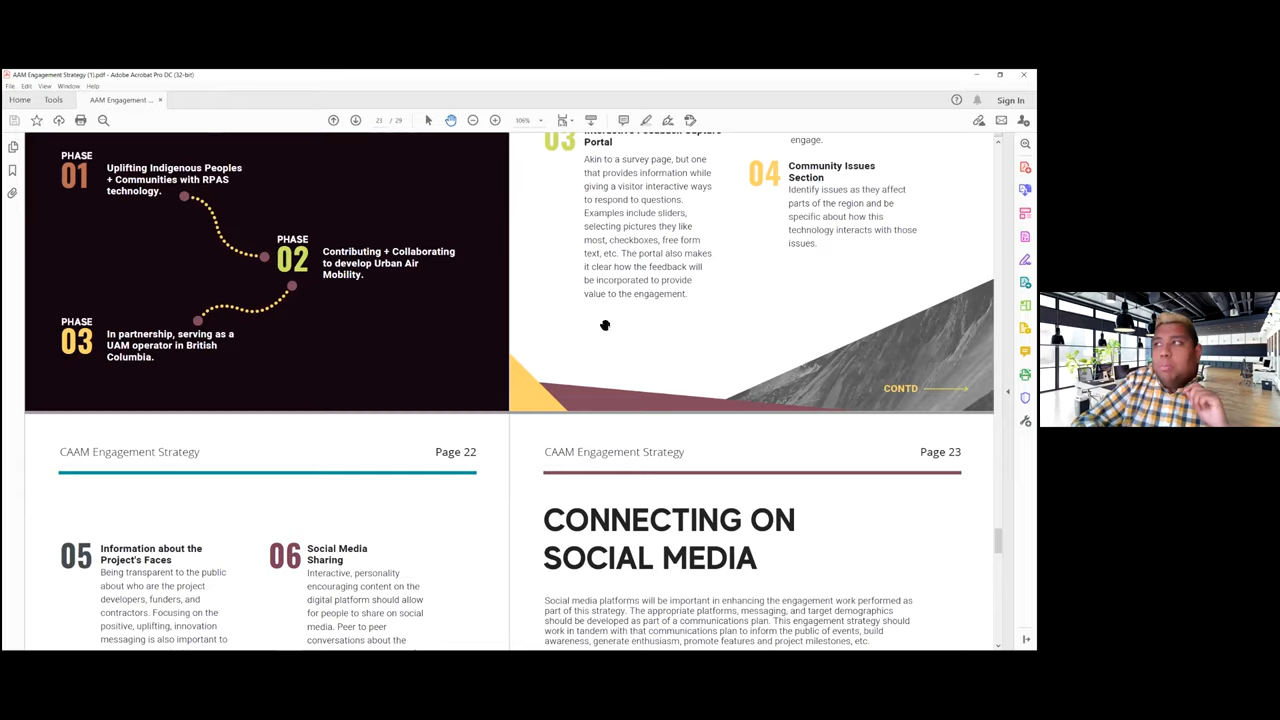 AAM Engagement Strategy (1).pdf - Adobe Acrobat Pro DC (32-bit)
File Edit View Window Help
Home Tools AAM Engagement ... × Sign In
23 / 29 106%
PHASE
01
Uplifting Indigenous Peoples
+ Communities with RPAS
technology.
PHASE
02
Contributing + Collaborating
to develop Urban Air
Mobility.
PHASE
03
In partnership, serving as a
UAM operator in British
Columbia.
03
Interactive Feedback Capture
Portal
Akin to a survey page, but one
that provides information while
giving a visitor interactive ways
to respond to questions.
Examples include sliders,
selecting pictures they like
most, checkboxes, free form
text, etc. The portal also makes
it clear how the feedback will
be incorporated to provide
value to the engagement.
engage.
04
Community Issues
Section
Identify issues as they affect
parts of the region and be
specific about how this
technology interacts with those
issues.
CONTD
CAAM Engagement Strategy Page 22
05
Information about the
Project's Faces
Being transparent to the public
about who are the project
developers, funders, and
contractors. Focusing on the
positive, uplifting, innovation
messaging is also important to
06
Social Media
Sharing
Interactive, personality
encouraging content on the
digital platform should allow
for people to share on social
media. Peer to peer
conversations about the
CAAM Engagement Strategy Page 23
CONNECTING ON
SOCIAL MEDIA
Social media platforms will be important in enhancing the engagement work performed as
part of this strategy. The appropriate platforms, messaging, and target demographics
should be developed as part of a communications plan. This engagement strategy should
work in tandem with that communications plan to inform the public of events, build
awareness, generate enthusiasm, promote features and project milestones, etc.